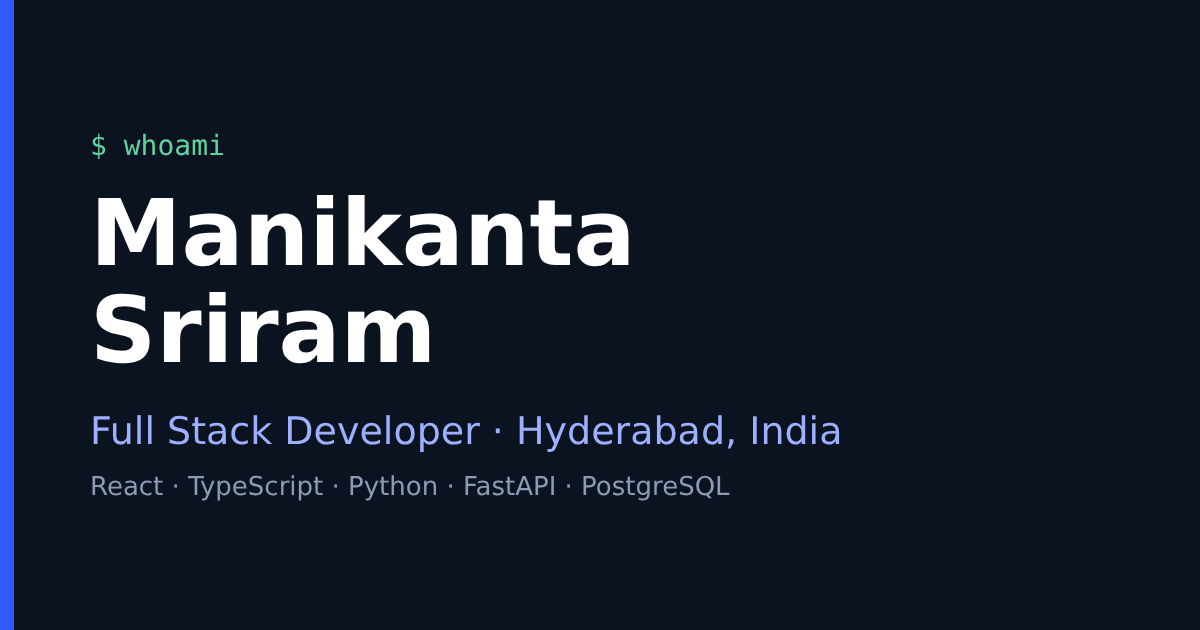 $ whoami
Manikanta
Sriram
Full Stack Developer · Hyderabad, India
React · TypeScript · Python · FastAPI · PostgreSQL